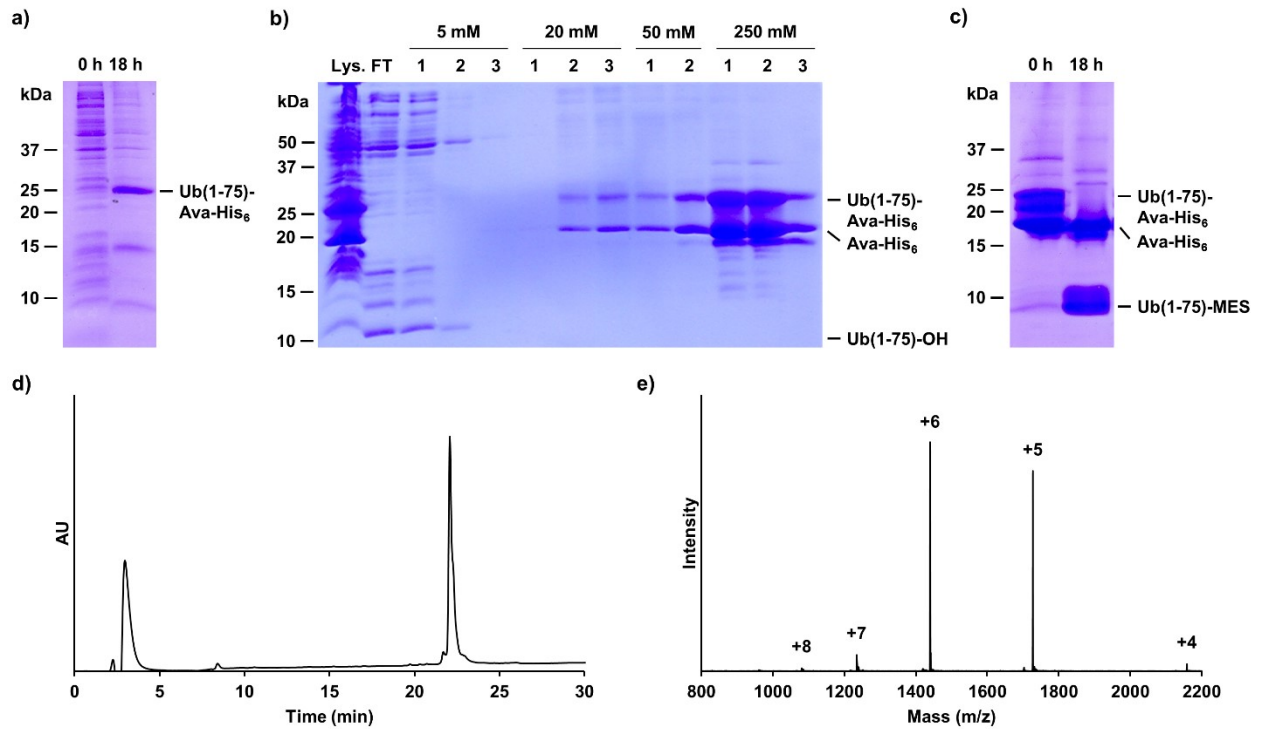 a)
0 h 18 h
kDa
37
25
20
15
10
Ub(1-75)-
Ava-His6
b)
5 mM 20 mM 50 mM 250 mM
Lys. FT 1 2 3 1 2 3 1 2 1 2 3
kDa
50
37
25
20
15
10
Ub(1-75)-
Ava-His6
Ava-His6
Ub(1-75)-OH
c)
0 h 18 h
kDa
37
25
20
15
10
Ub(1-75)-
Ava-His6
Ava-His6
Ub(1-75)-MES
d)
AU
0 5 10 15 20 25 30
Time (min)
e)
Intensity
+8
+7
+6
+5
+4
800 1000 1200 1400 1600 1800 2000 2200
Mass (m/z)